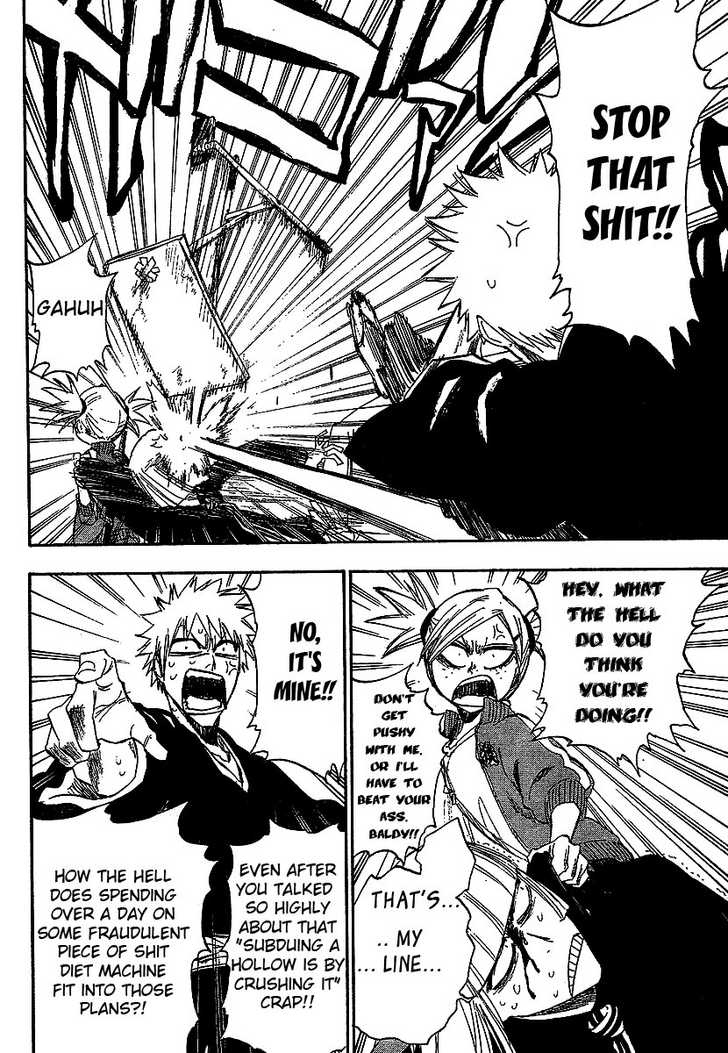 STOP
THAT
SHIT!!
GAHUH
HEY, WHAT
THE HELL
DO YOU
THINK
YOU'RE
DOING!!
DON'T
GET
PUSHY
WITH ME,
OR I'LL
HAVE TO
BEAT YOUR
ASS,
BALDY!!
THAT'S...
.. MY
... LINE...
NO,
IT'S
MINE!!
EVEN AFTER
YOU TALKED
SO HIGHLY
ABOUT THAT
"SUBDUING A
HOLLOW IS BY
CRUSHING IT"
CRAP!!
HOW THE HELL
DOES SPENDING
OVER A DAY ON
SOME FRAUDULENT
PIECE OF SHIT
DIET MACHINE
FIT INTO THOSE
PLANS?!